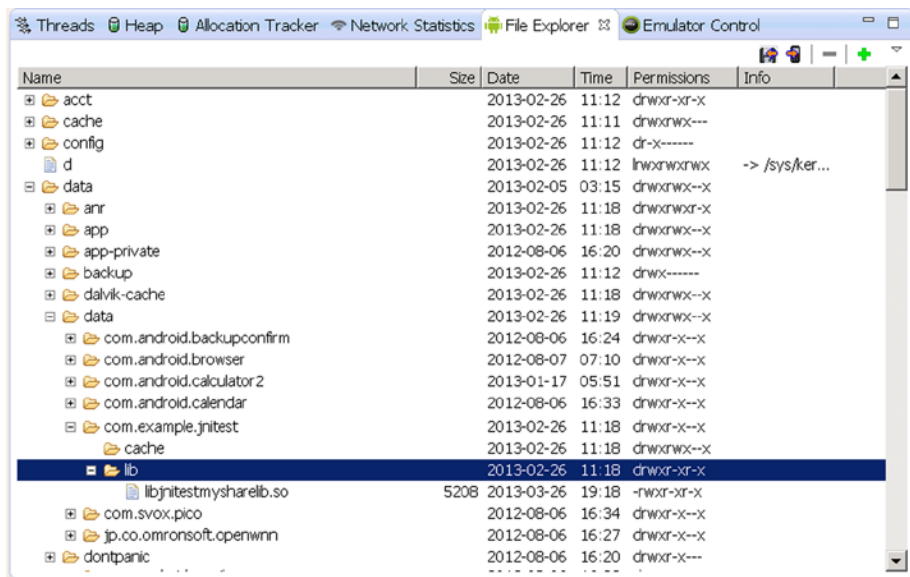 Threads Heap Allocation Tracker Network Statistics File Explorer Emulator Control
Name Size Date Time Permissions Info
acct 2013-02-26 11:12 drwxr-xr-x
cache 2013-02-26 11:11 drwxrwx---
config 2013-02-26 11:12 dr-x------
d 2013-02-26 11:12 lrwxrwxrwx -> /sys/ker...
data 2013-02-05 03:15 drwxrwx--x
anr 2013-02-26 11:18 drwxrwxr-x
app 2013-02-26 11:18 drwxrwx--x
app-private 2012-08-06 16:20 drwxrwx--x
backup 2013-02-26 11:12 drwx------
dalvik-cache 2013-02-26 11:18 drwxrwx--x
data 2013-02-26 11:19 drwxrwx--x
com.android.backupconfirm 2012-08-06 16:24 drwxr-x--x
com.android.browser 2012-08-07 07:10 drwxr-x--x
com.android.calculator2 2013-01-17 05:51 drwxr-x--x
com.android.calendar 2012-08-06 16:33 drwxr-x--x
com.example.jnitest 2013-02-26 11:18 drwxr-x--x
cache 2013-02-26 11:18 drwxrwx--x
lib 2013-02-26 11:18 drwxr-xr-x
libjnitestmysharelib.so 5208 2013-03-26 19:18 -rwxr-xr-x
com.svox.pico 2012-08-06 16:34 drwxr-x--x
jp.co.omronsoft.openwnn 2012-08-06 16:27 drwxr-x--x
dontpanic 2012-08-06 16:20 drwxr-x---